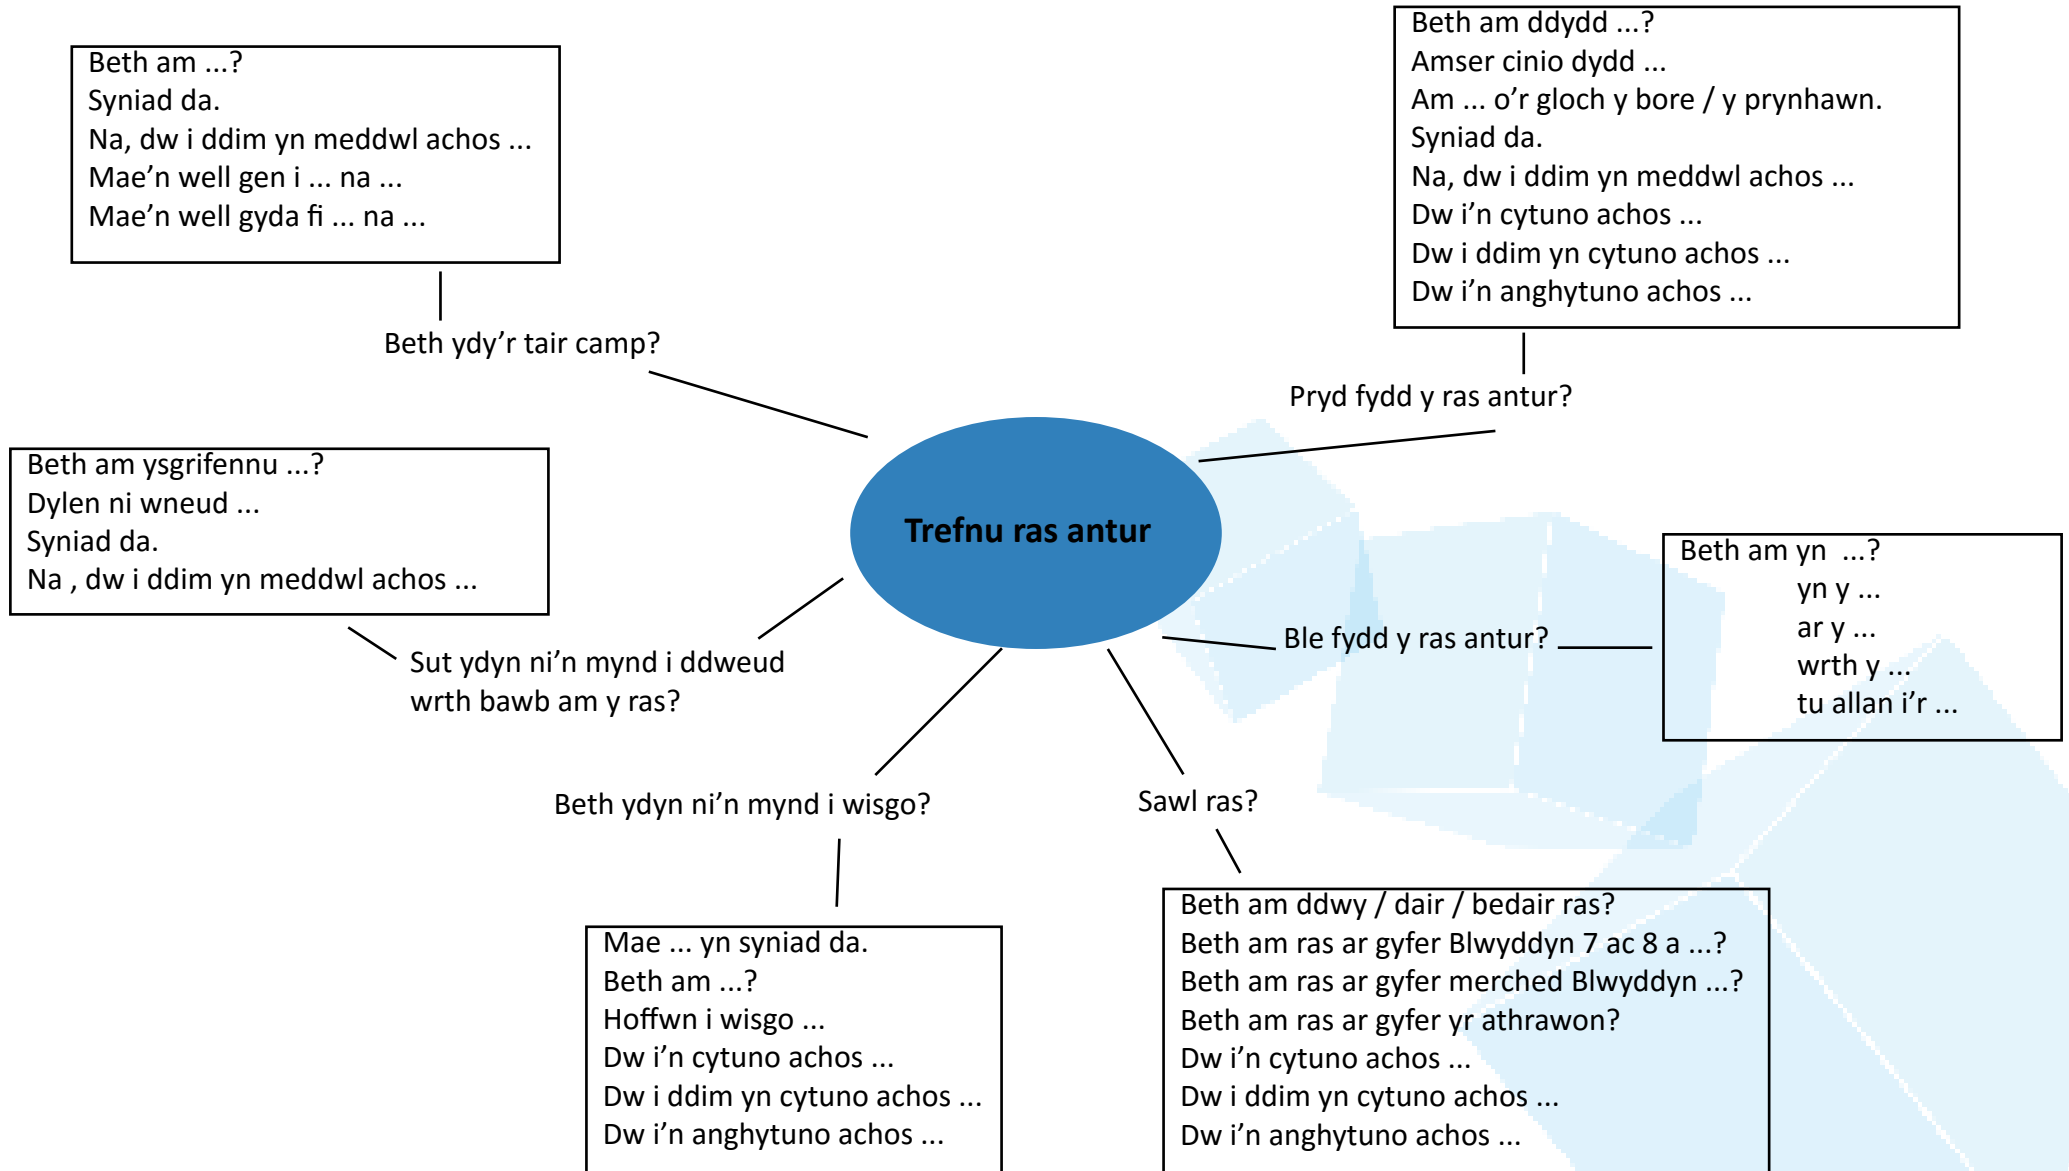 Beth am ...?
Syniad da.
Na, dw i ddim yn meddwl achos ...
Mae’n well gen i ... na ...
Mae’n well gyda fi ... na ...
Beth ydy’r tair camp?
Beth am ddydd ...?
Amser cinio dydd ...
Am ... o’r gloch y bore / y prynhawn.
Syniad da.
Na, dw i ddim yn meddwl achos ...
Dw i’n cytuno achos ...
Dw i ddim yn cytuno achos ...
Dw i’n anghytuno achos ...
Pryd fydd y ras antur?
Beth am ysgrifennu ...?
Dylen ni wneud ...
Syniad da.
Na , dw i ddim yn meddwl achos ...
Sut ydyn ni’n mynd i ddweud
wrth bawb am y ras?
Trefnu ras antur
Ble fydd y ras antur?
Beth am yn  ...?
yn y ...
ar y ...
wrth y ...
tu allan i’r ...
Beth ydyn ni’n mynd i wisgo?
Mae ... yn syniad da.
Beth am ...?
Hoffwn i wisgo ...
Dw i’n cytuno achos ...
Dw i ddim yn cytuno achos ...
Dw i’n anghytuno achos ...
Sawl ras?
Beth am ddwy / dair / bedair ras?
Beth am ras ar gyfer Blwyddyn 7 ac 8 a ...?
Beth am ras ar gyfer merched Blwyddyn ...?
Beth am ras ar gyfer yr athrawon?
Dw i’n cytuno achos ...
Dw i ddim yn cytuno achos ...
Dw i’n anghytuno achos ...